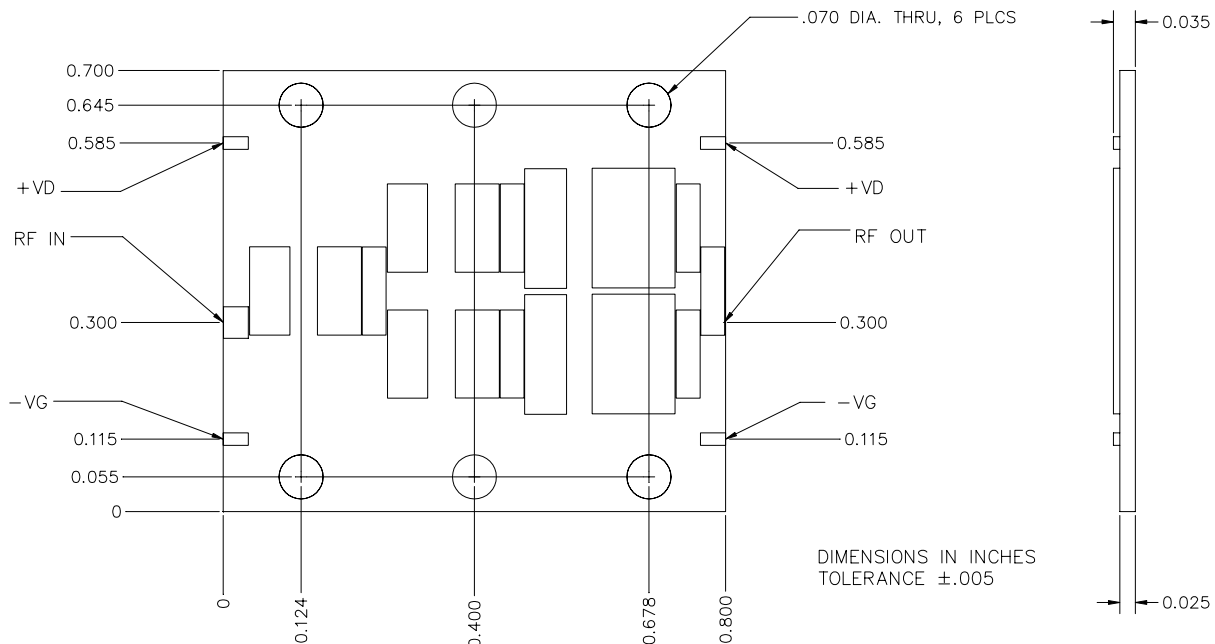 .070 DIA. THRU, 6 PLCS
0.035
0.700
0.645
0.585
0.585
+VD
+VD
RF IN
RF OUT
0.300
0.300
-VG
-VG
0.115
0.115
0.055
0
DIMENSIONS IN INCHES
TOLERANCE ±.005
0.025
0
0.124
0.400
0.678
0.800